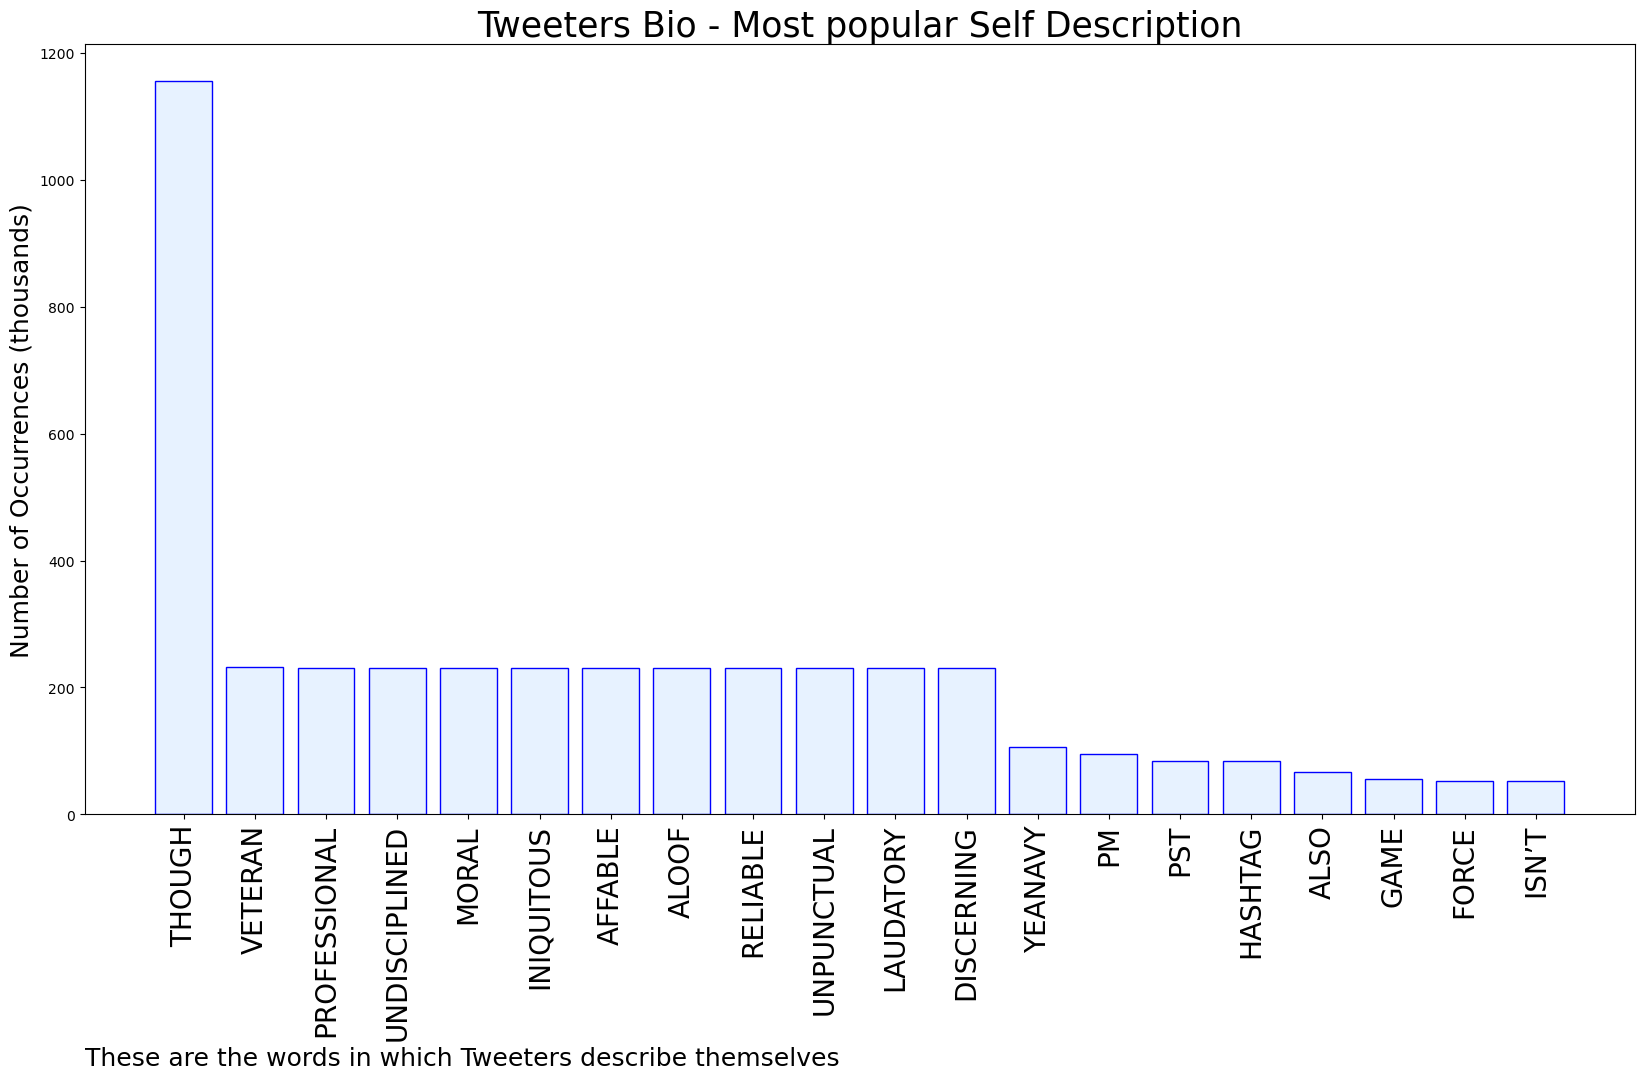 Tweeters Bio - Most popular Self Description
Number of Occurrences (thousands)
1200
1000
800
600
400
200
0
THOUGH
VETERAN
PROFESSIONAL
UNDISCIPLINED
MORAL
INIQUITOUS
AFFABLE
ALOOF
RELIABLE
UNPUNCTUAL
LAUDATORY
DISCERNING
YEANAVY
PM
PST
HASHTAG
ALSO
GAME
FORCE
ISN’T
These are the words in which Tweeters describe themselves